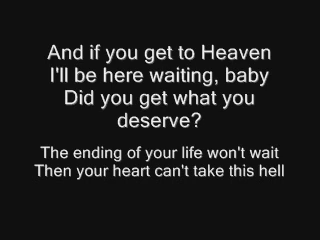 And if you get to Heaven
I'll be here waiting, baby
Did you get what you
deserve?
The ending of your life won't wait
Then your heart can't take this hell